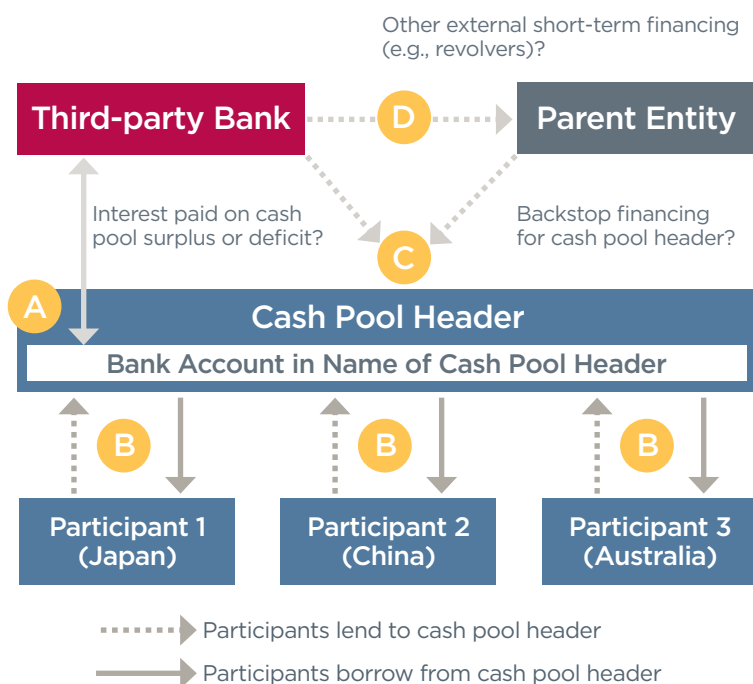 Other external short-term financing
(e.g., revolvers)?
Third-party Bank
D
Parent Entity
Interest paid on cash
pool surplus or deficit?
Backstop financing
for cash pool header?
C
A
Cash Pool Header
Bank Account in Name of Cash Pool Header
B
B
B
Participant 1
(Japan)
Participant 2
(China)
Participant 3
(Australia)
Participants lend to cash pool header
Participants borrow from cash pool header